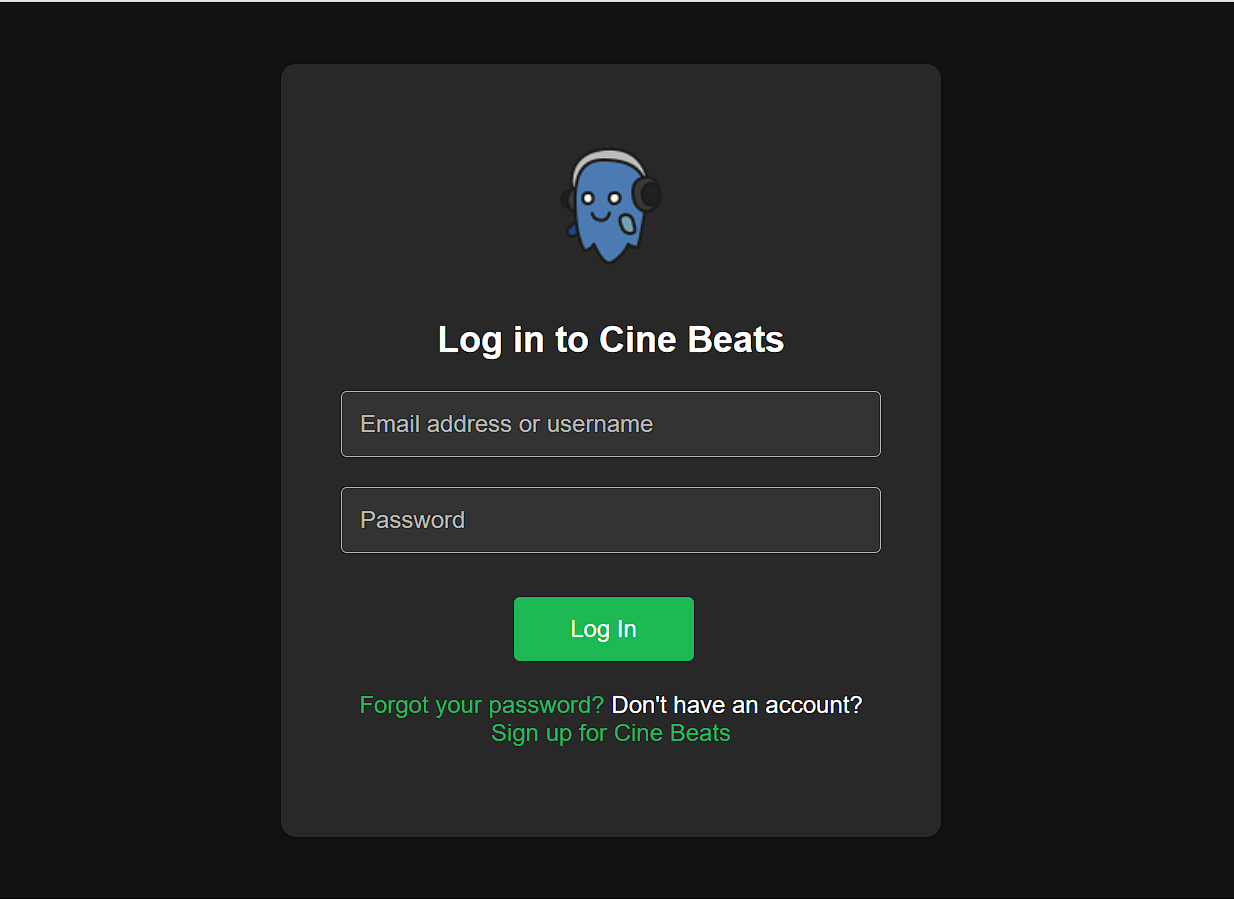 Log in to Cine Beats
Email address or username
Password
Log In
Forgot your password? Don't have an account?
Sign up for Cine Beats